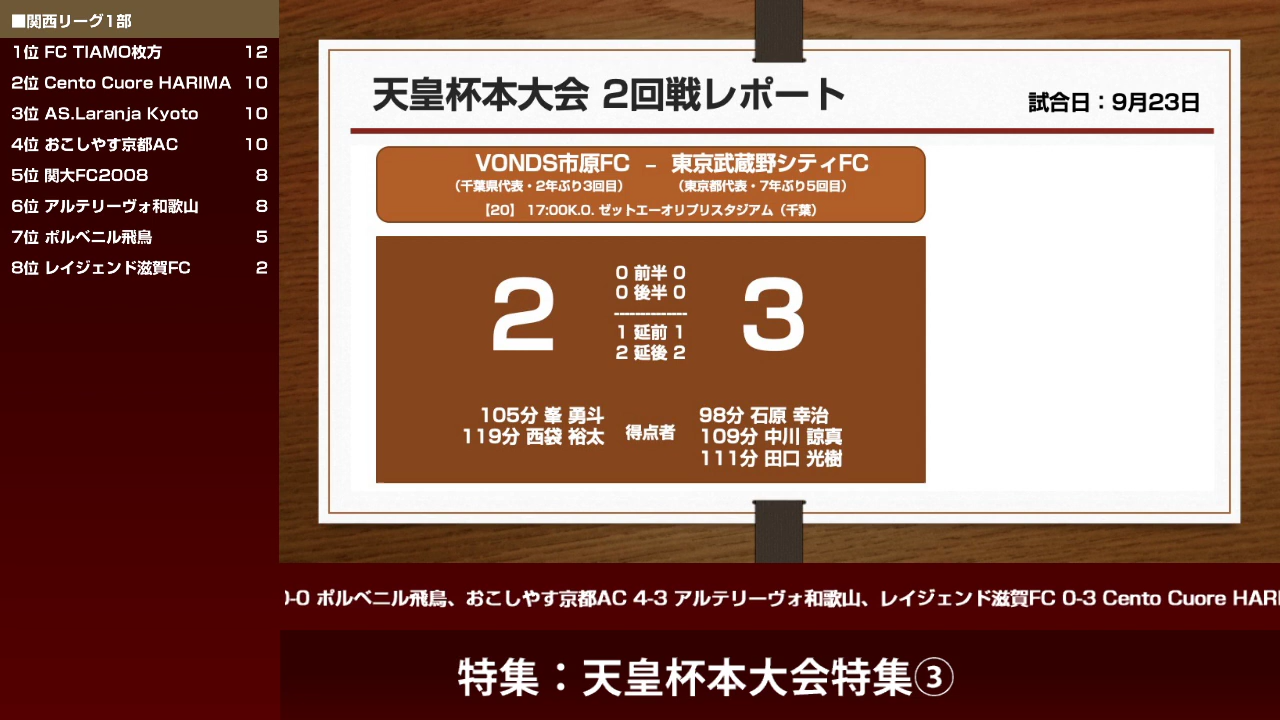 ■関西リーグ1部
1位 FC TIAMO枚方 12
2位 Cento Cuore HARIMA 10
3位 AS.Laranja Kyoto 10
4位 おこしやす京都AC 10
5位 関大FC2008 8
6位 アルテリーヴォ和歌山 8
7位 ポルベニル飛鳥 5
8位 レイジェンド滋賀FC 2
天皇杯本大会 2回戦レポート
試合日：9月23日
VONDS市原FC － 東京武蔵野シティFC
（千葉県代表・2年ぶり3回目） （東京都代表・7年ぶり5回目）
【20】 17:00K.O. ゼットエーオリプリスタジアム（千葉）
2 3
0 前半 0
0 後半 0
---------------
1 延前 1
2 延後 2
得点者
105分 峯 勇斗
119分 西袋 裕太
98分 石原 幸治
109分 中川 諒真
111分 田口 光樹
-0 ポルベニル飛鳥、おこしやす京都AC 4-3 アルテリーヴォ和歌山、レイジェンド滋賀FC 0-3 Cento Cuore HARI
特集：天皇杯本大会特集③